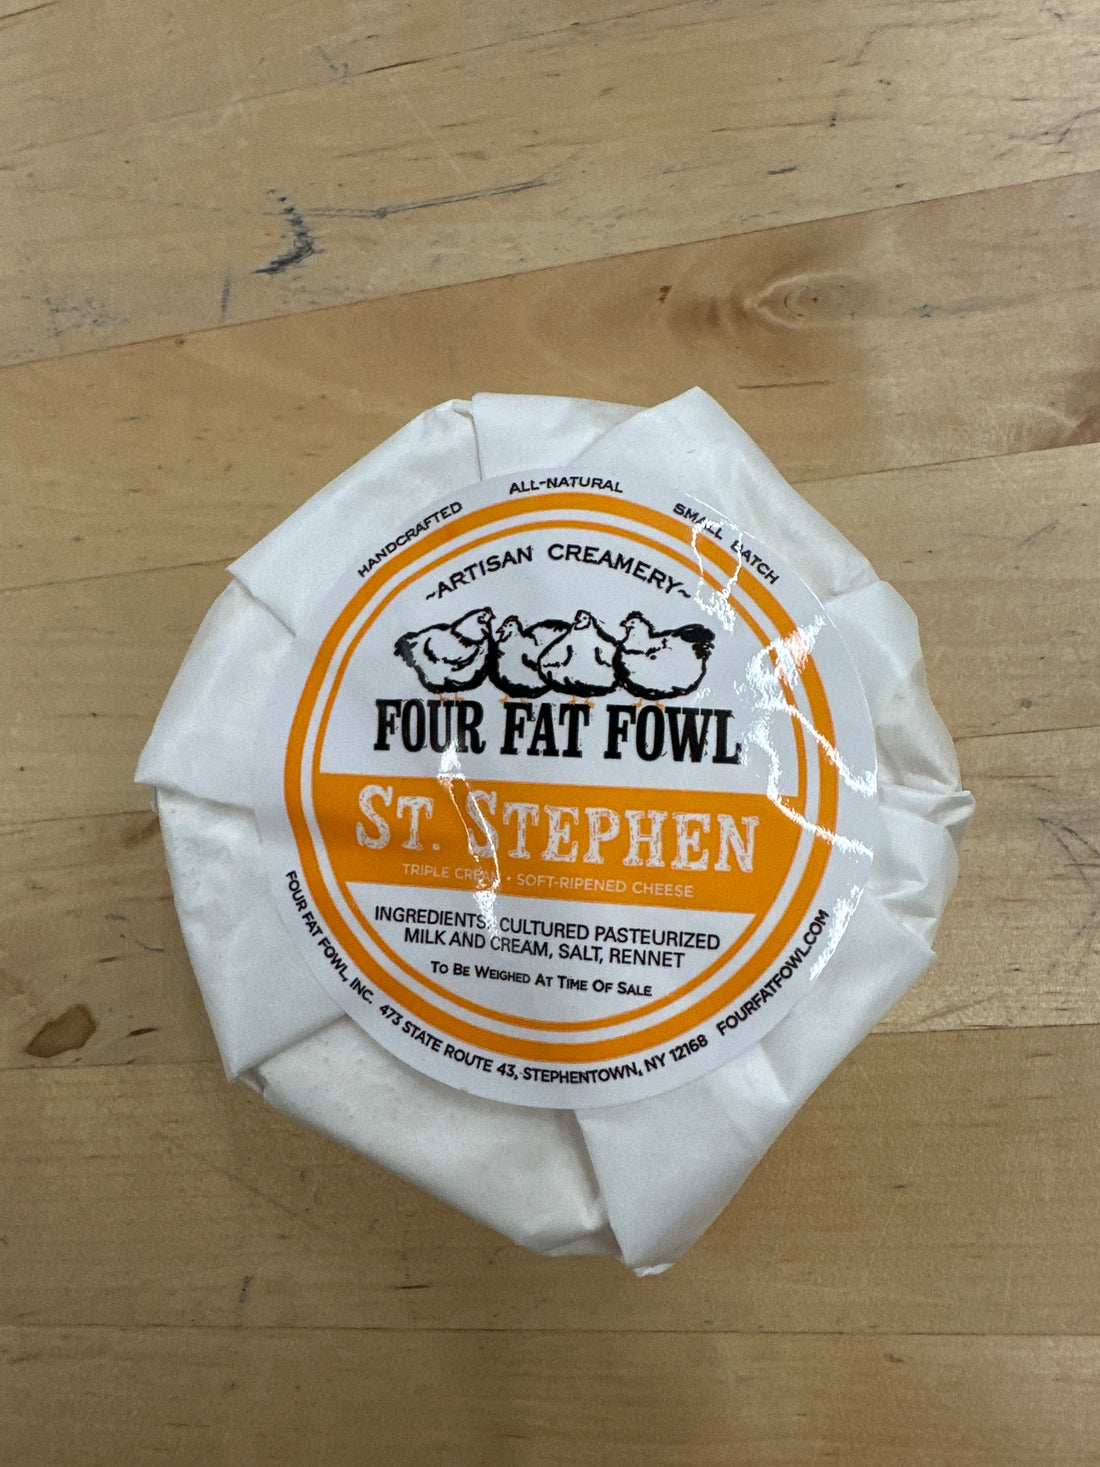 HANDCRAFTED ALL-NATURAL SMALL BATCH
~ARTISAN CREAMERY~
FOUR FAT FOWL
ST. STEPHEN
TRIPLE CREAM • SOFT-RIPENED CHEESE
INGREDIENTS: CULTURED PASTEURIZED
MILK AND CREAM, SALT, RENNET
TO BE WEIGHED AT TIME OF SALE
FOUR FAT FOWL, INC. 473 STATE ROUTE 43, STEPHENTOWN, NY 12168 FOURFATFOWL.COM